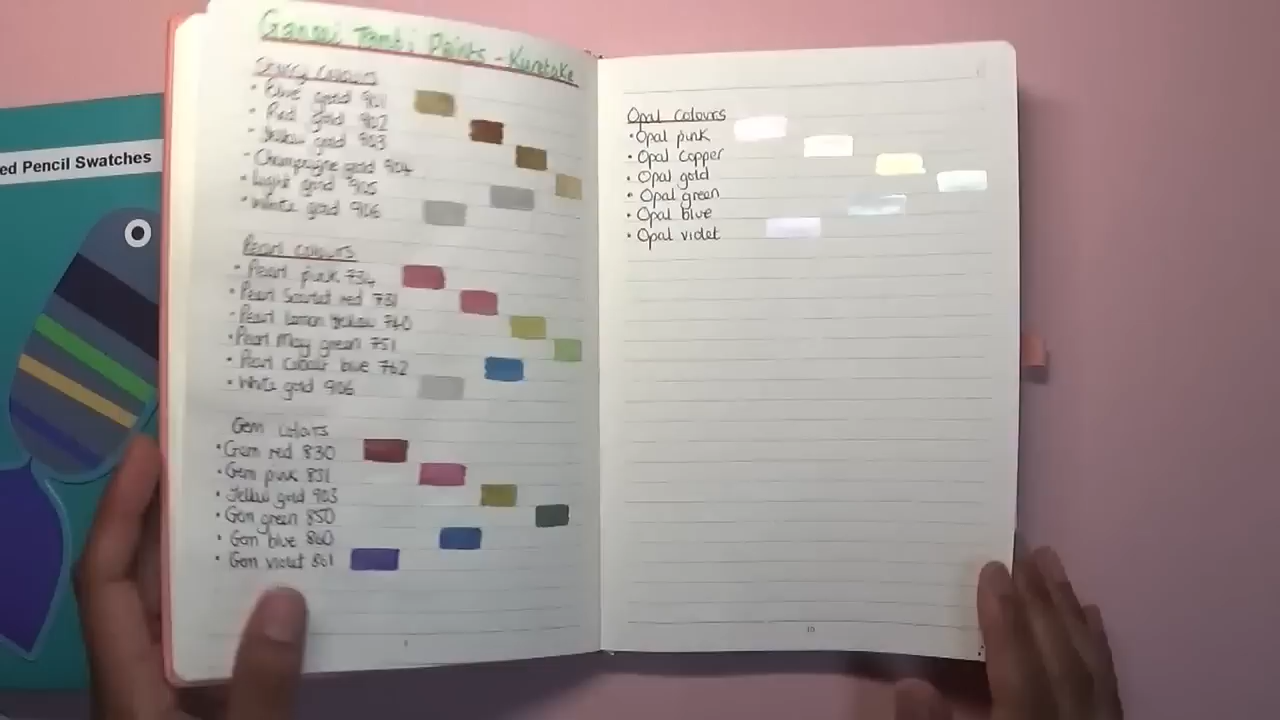 ed Pencil Swatches
Gansai Tambi Paints - Kuretake
Starry colours
• Blue gold 901
• Red gold 902
• Yellow gold 903
• Champagne gold 904
• Light gold 905
• White gold 906
Pearl colours
• Pearl pink 734
• Pearl Scarlet red 731
• Pearl lemon Yellow 740
• Pearl May green 751
• Pearl Cobalt blue 762
• White gold 906
Gem colours
• Gem red 830
• Gem pink 831
• Yellow gold 903
• Gem green 850
• Gem blue 860
• Gem violet 861
Opal colours
• Opal pink
• Opal copper
• Opal gold
• Opal green
• Opal blue
• Opal violet
10